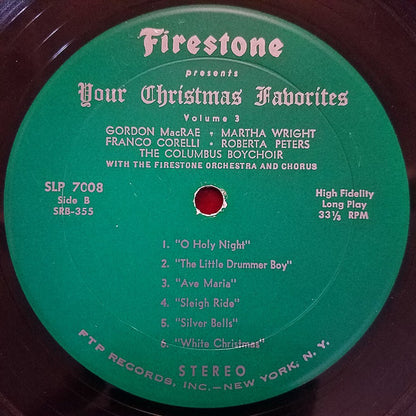 Firestone
presents
Your Christmas Favorites
Volume 3
GORDON MacRAE • MARTHA WRIGHT
FRANCO CORELLI • ROBERTA PETERS
THE COLUMBUS BOYCHOIR
WITH THE FIRESTONE ORCHESTRA AND CHORUS
SLP 7008
Side B
SRB-355
High Fidelity
Long Play
33⅓ RPM
1. "O Holy Night"
2. "The Little Drummer Boy"
3. "Ave Maria"
4. "Sleigh Ride"
5. "Silver Bells"
6. "White Christmas"
STEREO
FTP RECORDS, INC.—NEW YORK, N. Y.